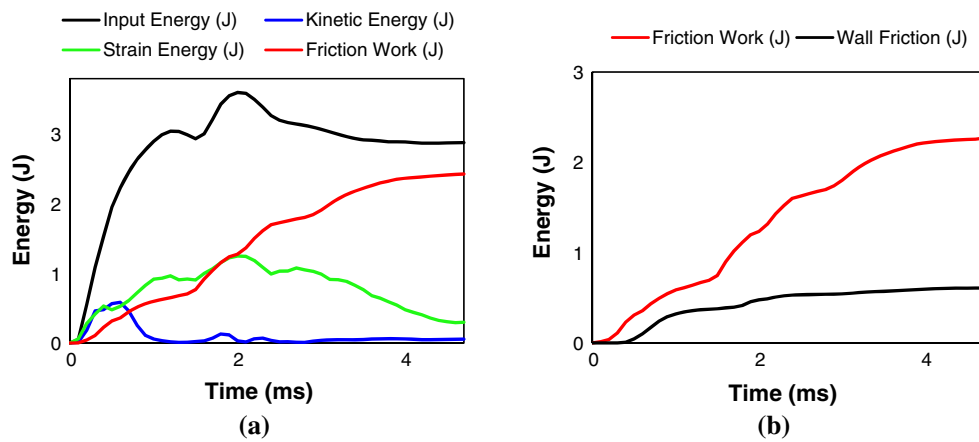 Input Energy (J) Kinetic Energy (J)
Strain Energy (J) Friction Work (J)
3
2
1
0
Energy (J)
0 2 4
Time (ms)
(a)
Friction Work (J) Wall Friction (J)
3
2
1
0
Energy (J)
0 2 4
Time (ms)
(b)